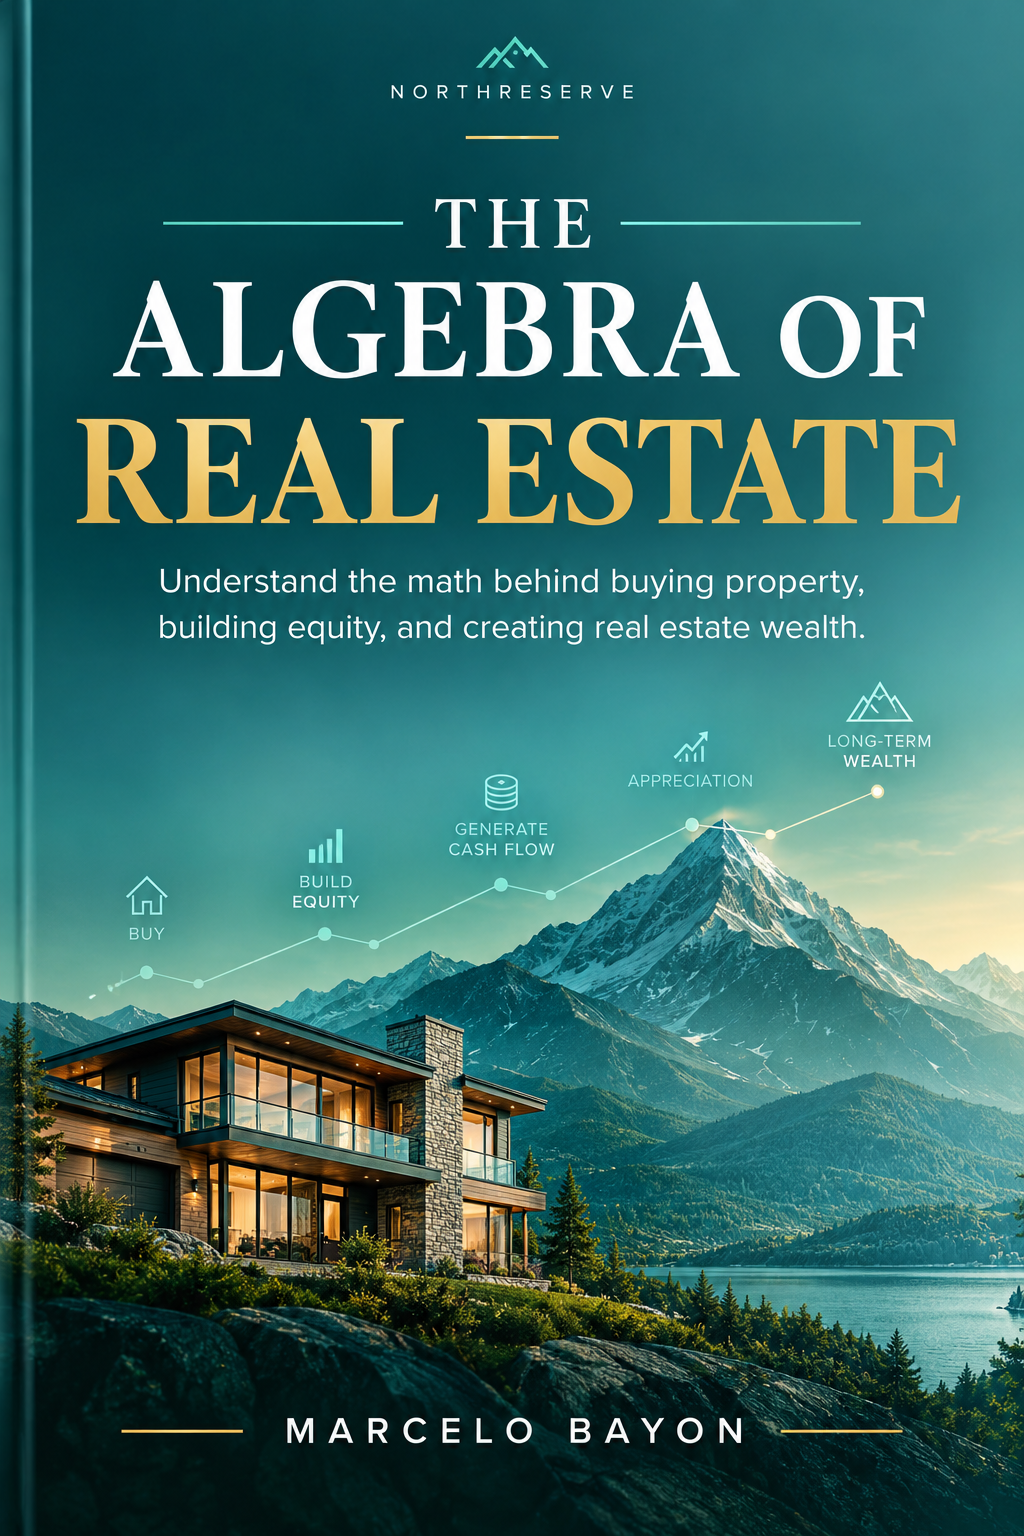 NORTHRESERVE
THE
ALGEBRA OF
REAL ESTATE
Understand the math behind buying property,
building equity, and creating real estate wealth.
BUY
BUILD
EQUITY
GENERATE
CASH FLOW
APPRECIATION
LONG-TERM
WEALTH
MARCELO BAYON